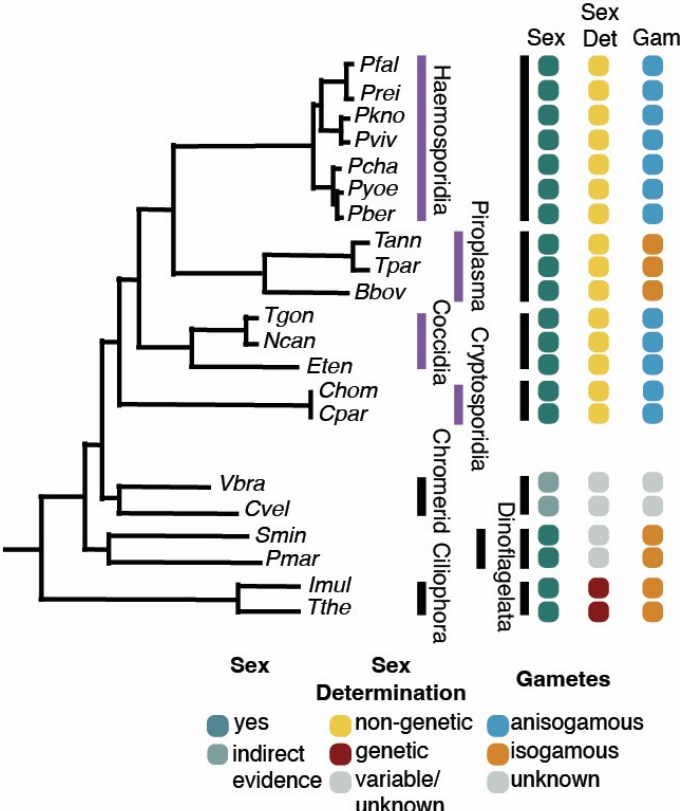 Sex
Sex Det Gam
Pfal
Prei
Pkno
Pviv
Pcha
Pyoe
Pber
Haemosporidia
Tann
Tpar
Bbov
Piroplasma
Tgon
Ncan
Eten
Coccidia
Chom
Cpar
Cryptosporidia
Vbra
Cvel
Chromerid
Smin
Pmar
Dinoflagelata
Imul
Tthe
Ciliophora
Sex
yes
indirect
evidence
Sex
Determination
non-genetic
genetic
variable/
unknown
Gametes
anisogamous
isogamous
unknown